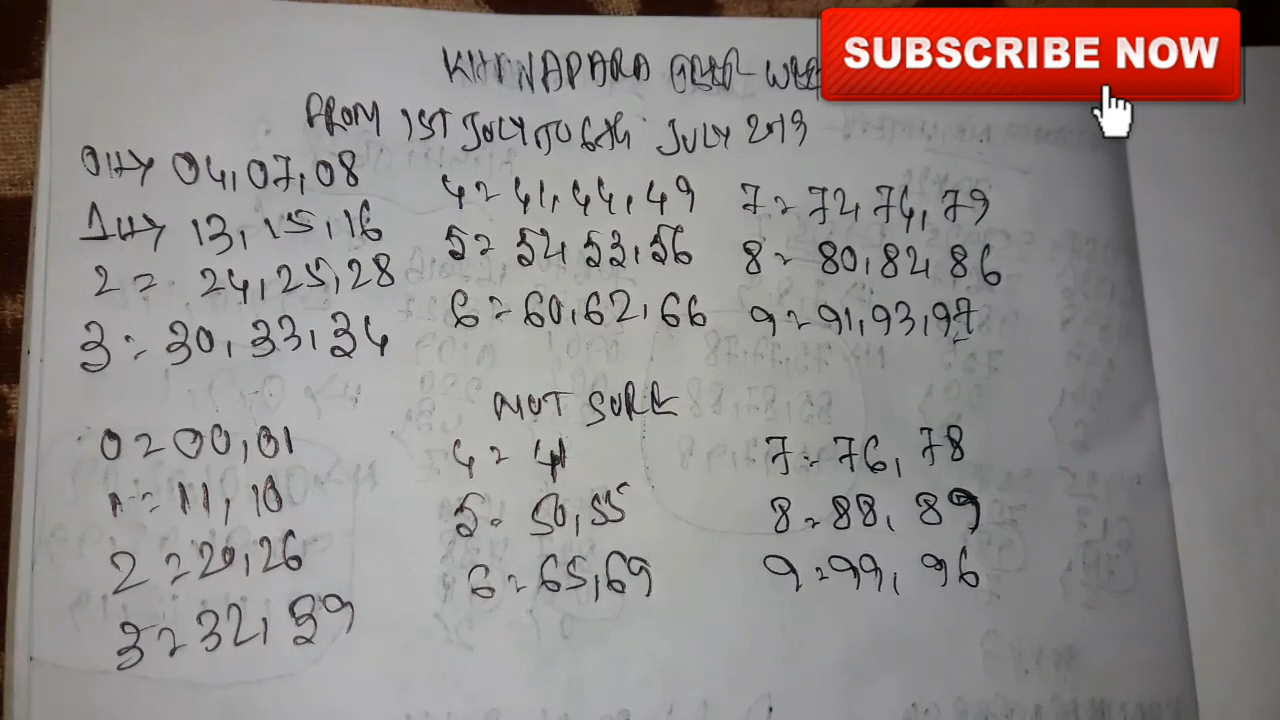 SUBSCRIBE NOW
KHANAPARA
FROM 1ST JULY TO 6TH JULY 2019
04, 07, 08
13, 15, 16
2 = 24, 25, 28
3 = 30, 33, 34
4 = 41, 44, 49
5 = 54, 53, 56
6 = 60, 62, 66
7 = 72, 74, 79
8 = 80, 82, 86
9 = 91, 93, 97
NOT SURE
0 = 00, 01
1 = 11, 10
2 = 20, 26
3 = 32, 39
4 = 41
5 = 50, 55
6 = 65, 69
7 = 76, 78
8 = 88, 89
9 = 99, 96